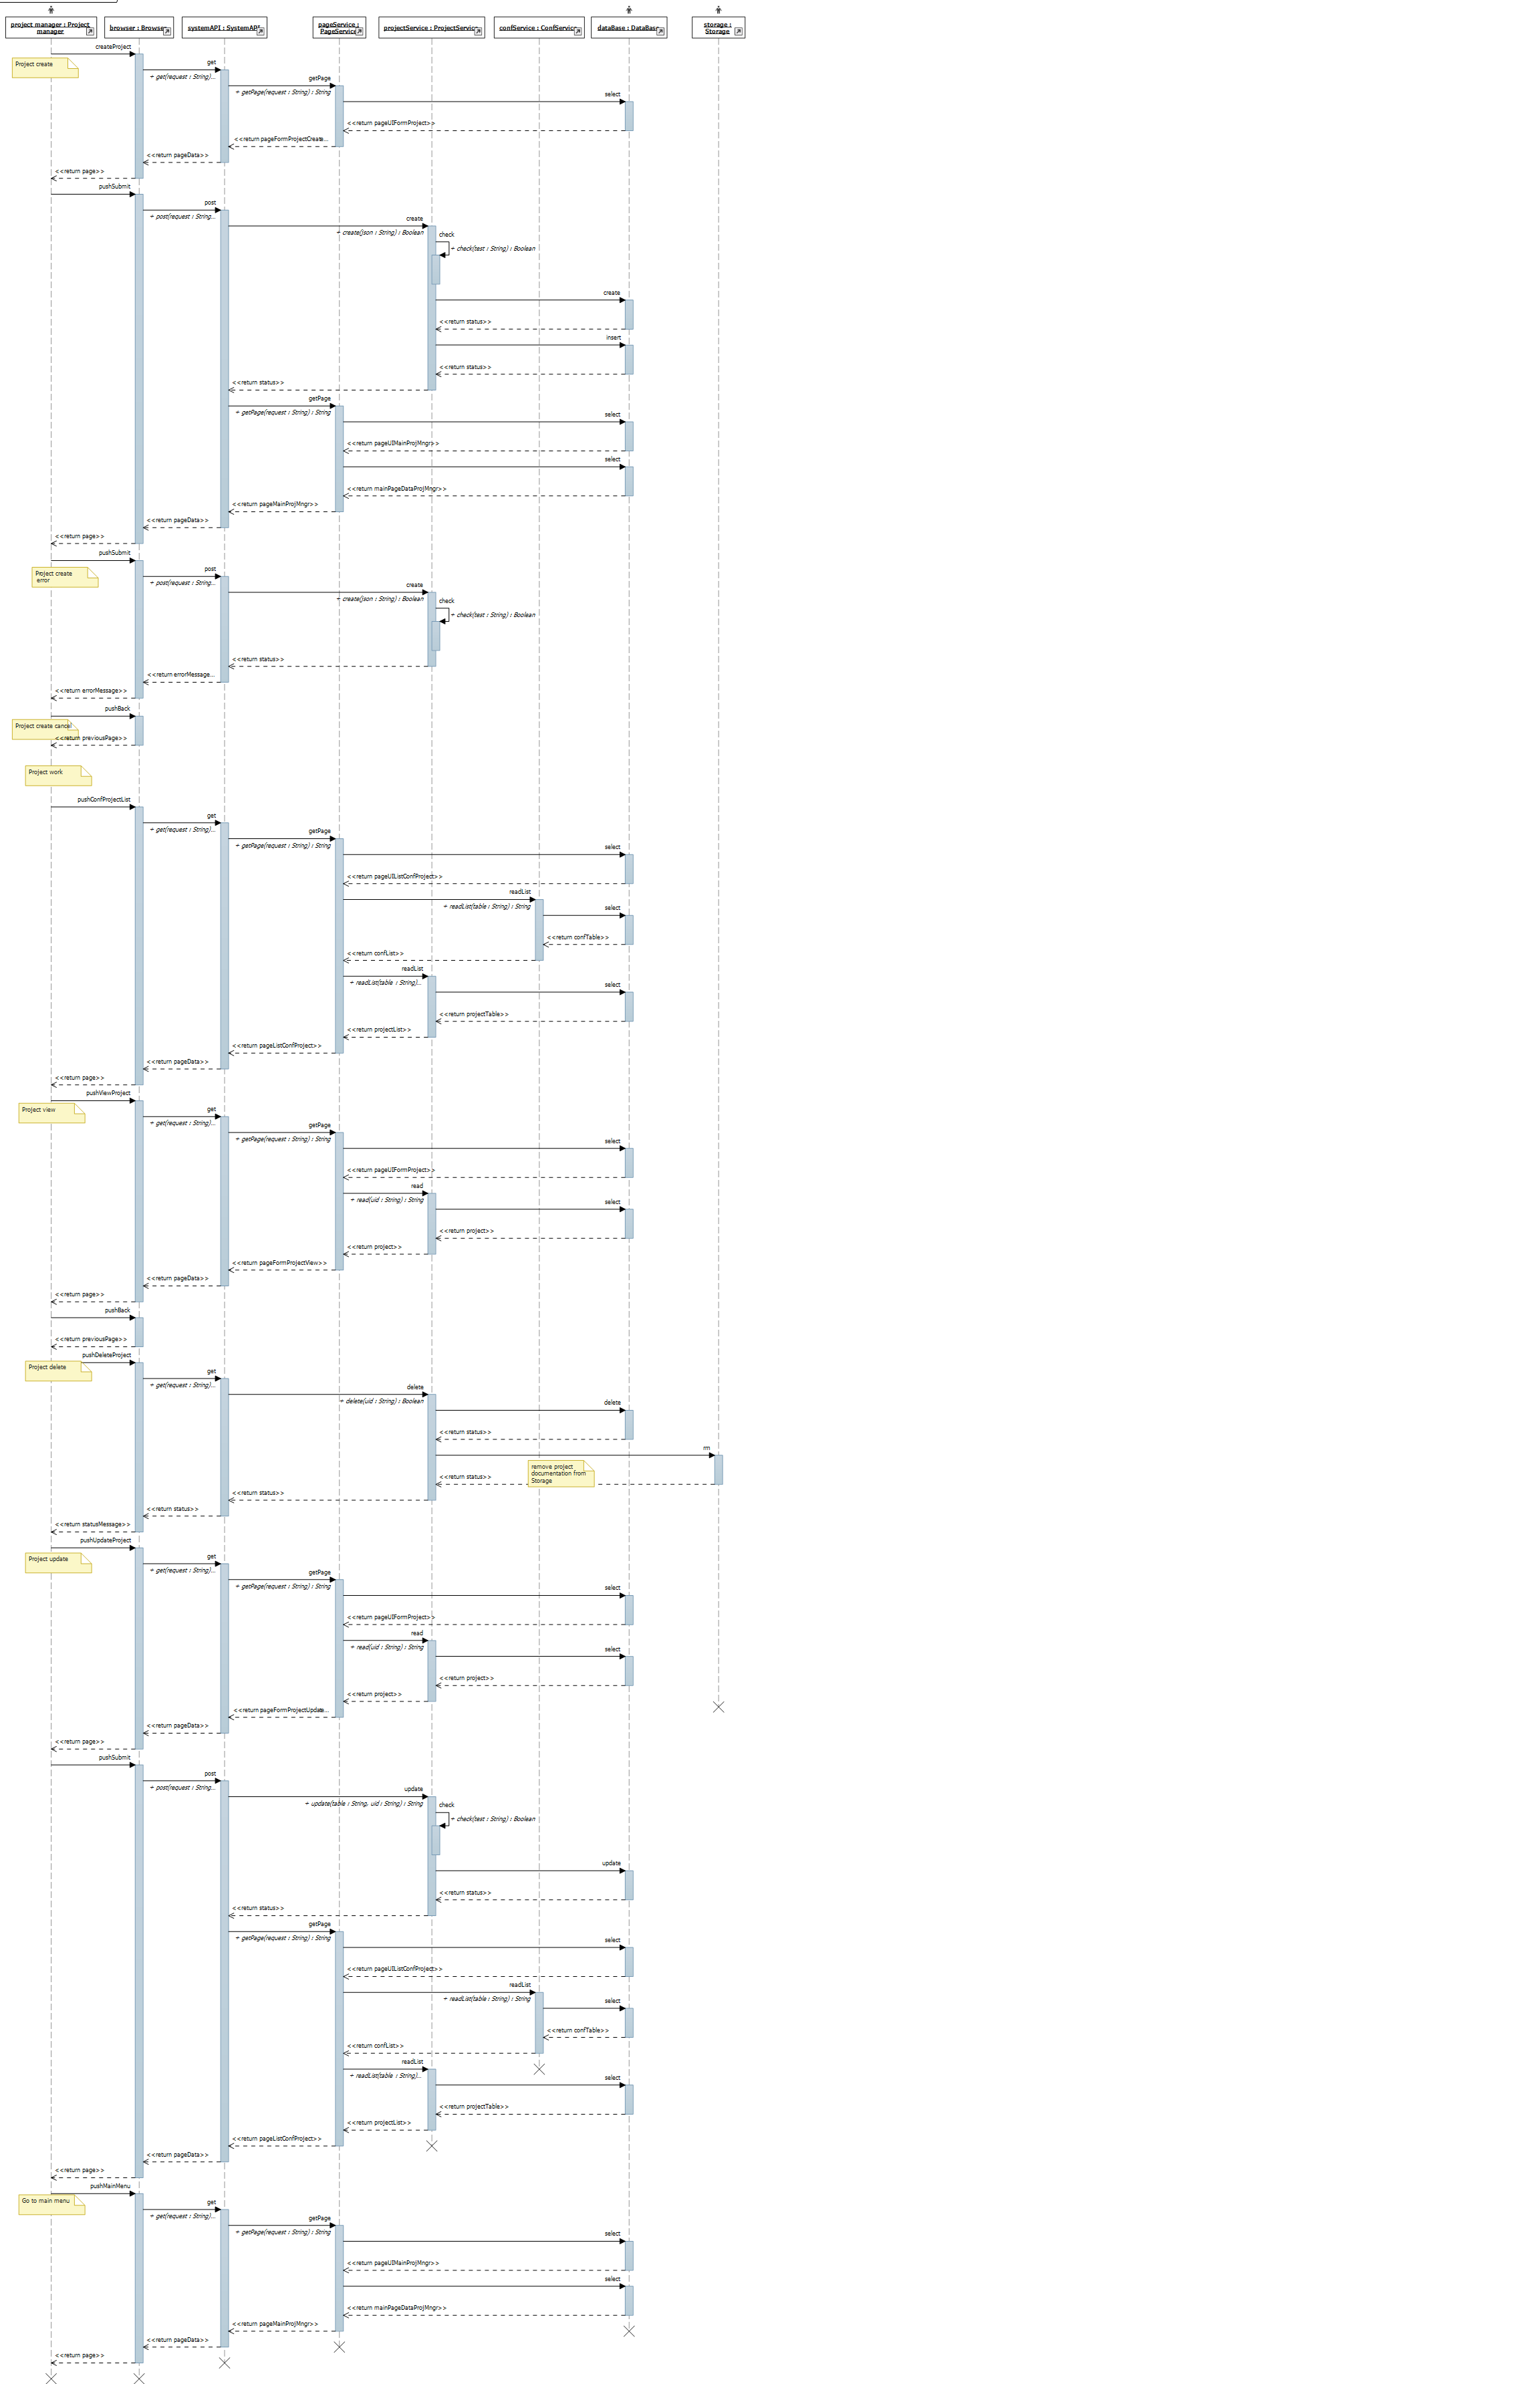 project manager : Project
manager
browser : Browser
systemAPI : SystemAPI
pageService :
PageService
projectService : ProjectService
confService : ConfService
dataBase : DataBase
storage :
Storage
createProject
Project create
get
+ get(request : String)...
getPage
+ getPage(request : String) : String
select
<<return pageUIFormProject>>
<<return pageFormProjectCreate...
<<return pageData>>
<<return page>>
pushSubmit
post
+ post(request : String...
create
+ create(json : String) : Boolean
check
+ check(test : String) : Boolean
create
<<return status>>
insert
<<return status>>
<<return status>>
getPage
+ getPage(request : String) : String
select
<<return pageUIMainProjMngr>>
select
<<return mainPageDataProjMngr>>
<<return pageMainProjMngr>>
<<return pageData>>
<<return page>>
pushSubmit
Project create
error
post
+ post(request : String...
create
+ create(json : String) : Boolean
check
+ check(test : String) : Boolean
<<return status>>
<<return errorMessage...
<<return errorMessage>>
pushBack
Project create cancel
<<return previousPage>>
Project work
pushConfProjectList
get
+ get(request : String)...
getPage
+ getPage(request : String) : String
select
<<return pageUIListConfProject>>
readList
+ readList(table : String) : String
select
<<return confTable>>
<<return confList>>
readList
+ readList(table : String)...
select
<<return projectTable>>
<<return projectList>>
<<return pageListConfProject>>
<<return pageData>>
<<return page>>
pushViewProject
Project view
get
+ get(request : String)...
getPage
+ getPage(request : String) : String
select
<<return pageUIFormProject>>
read
+ read(uid : String) : String
select
<<return project>>
<<return project>>
<<return pageFormProjectView>>
<<return pageData>>
<<return page>>
pushBack
<<return previousPage>>
pushDeleteProject
Project delete
get
+ get(request : String)...
delete
+ delete(uid : String) : Boolean
delete
<<return status>>
rm
remove project
documentation from
Storage
<<return status>>
<<return status>>
<<return status>>
<<return statusMessage>>
pushUpdateProject
Project update
get
+ get(request : String)...
getPage
+ getPage(request : String) : String
select
<<return pageUIFormProject>>
read
+ read(uid : String) : String
select
<<return project>>
<<return project>>
<<return pageFormProjectUpdate...
<<return pageData>>
<<return page>>
pushSubmit
post
+ post(request : String...
update
+ update(table : String, uid : String) : String
check
+ check(test : String) : Boolean
update
<<return status>>
<<return status>>
getPage
+ getPage(request : String) : String
select
<<return pageUIListConfProject>>
readList
+ readList(table : String) : String
select
<<return confTable>>
<<return confList>>
readList
+ readList(table : String)...
select
<<return projectTable>>
<<return projectList>>
<<return pageListConfProject>>
<<return pageData>>
<<return page>>
pushMainMenu
Go to main menu
get
+ get(request : String)...
getPage
+ getPage(request : String) : String
select
<<return pageUIMainProjMngr>>
select
<<return mainPageDataProjMngr>>
<<return pageMainProjMngr>>
<<return pageData>>
<<return page>>